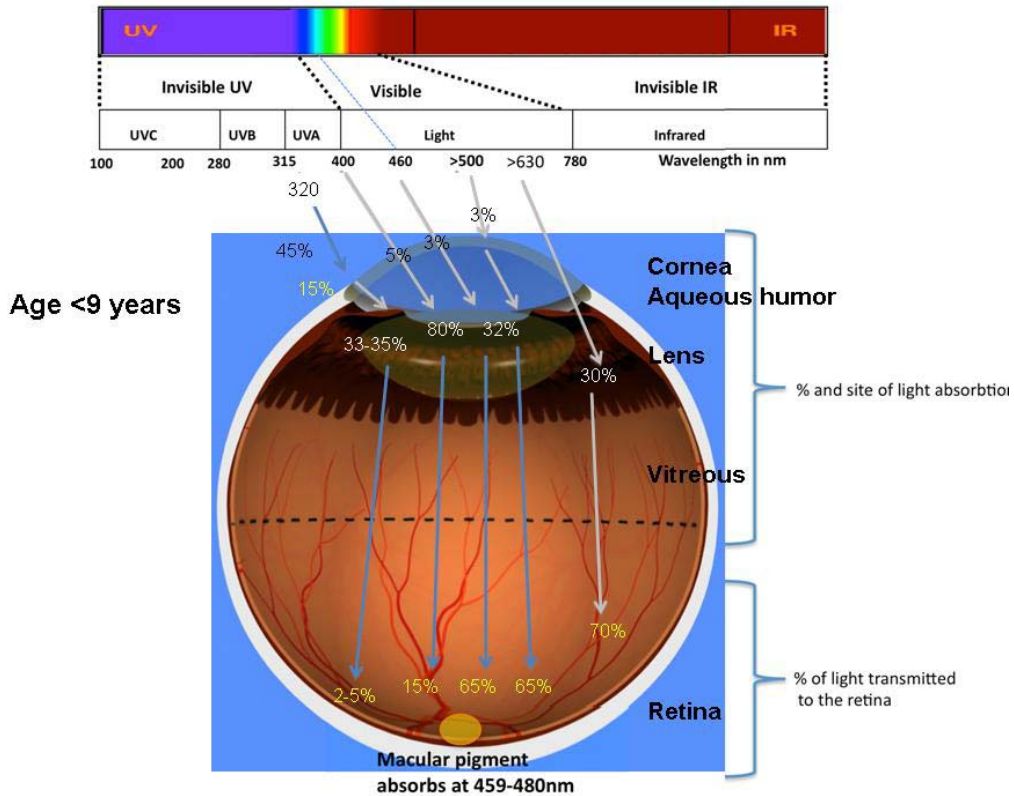 UV IR
Invisible UV Visible Invisible IR
UVC UVB UVA Light Infrared
100 200 280 315 400 460 >500 >630 780 Wavelength in nm
320
3%
45% 5% 3%
15%
Cornea
Aqueous humor
Age <9 years
33-35% 80% 32%
Lens
30%
% and site of light absorbtion
Vitreous
70%
2-5% 15% 65% 65%
% of light transmitted
to the retina
Retina
Macular pigment
absorbs at 459-480nm